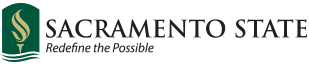 SACRAMENTO STATE
Redefine the Possible